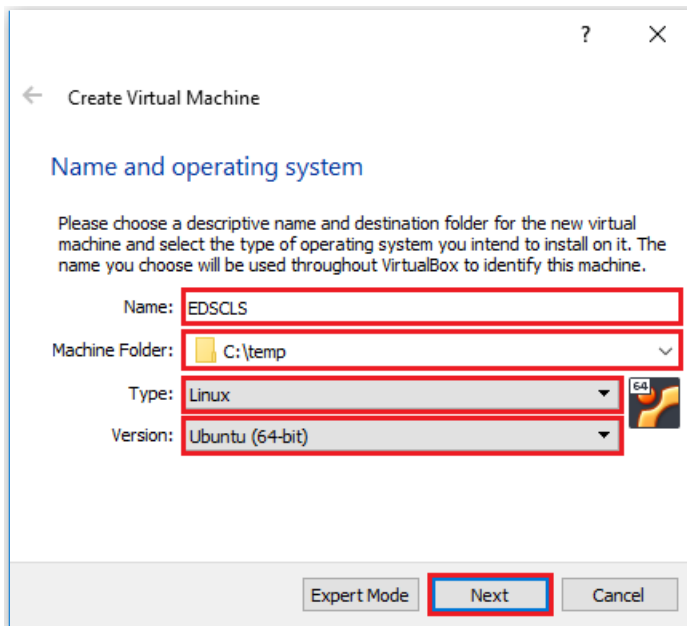 ?
Create Virtual Machine
Name and operating system
Please choose a descriptive name and destination folder for the new virtual
machine and select the type of operating system you intend to install on it. The
name you choose will be used throughout VirtualBox to identify this machine.
Name: EDSCLS
Machine Folder: C:\temp
Type: Linux
64
Version: Ubuntu (64-bit)
Expert Mode Next Cancel